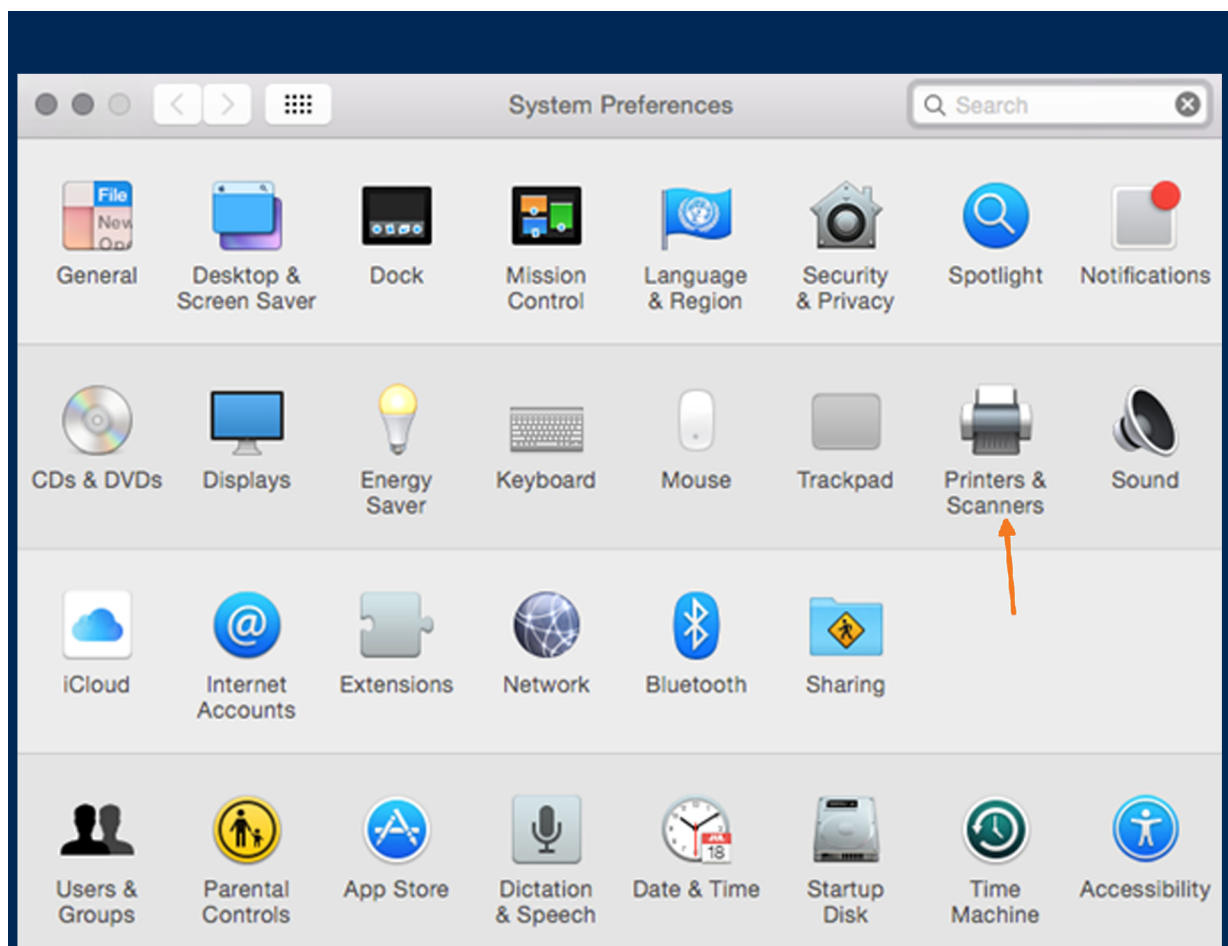 System Preferences
Search
File
New
Ope
General
Desktop &
Screen Saver
Dock
Mission
Control
Language
& Region
Security
& Privacy
Spotlight
Notifications
CDs & DVDs
Displays
Energy
Saver
Keyboard
Mouse
Trackpad
Printers &
Scanners
Sound
iCloud
@
Internet
Accounts
Extensions
Network
Bluetooth
Sharing
JUL
18
Users &
Groups
Parental
Controls
App Store
Dictation
& Speech
Date & Time
Startup
Disk
Time
Machine
Accessibility